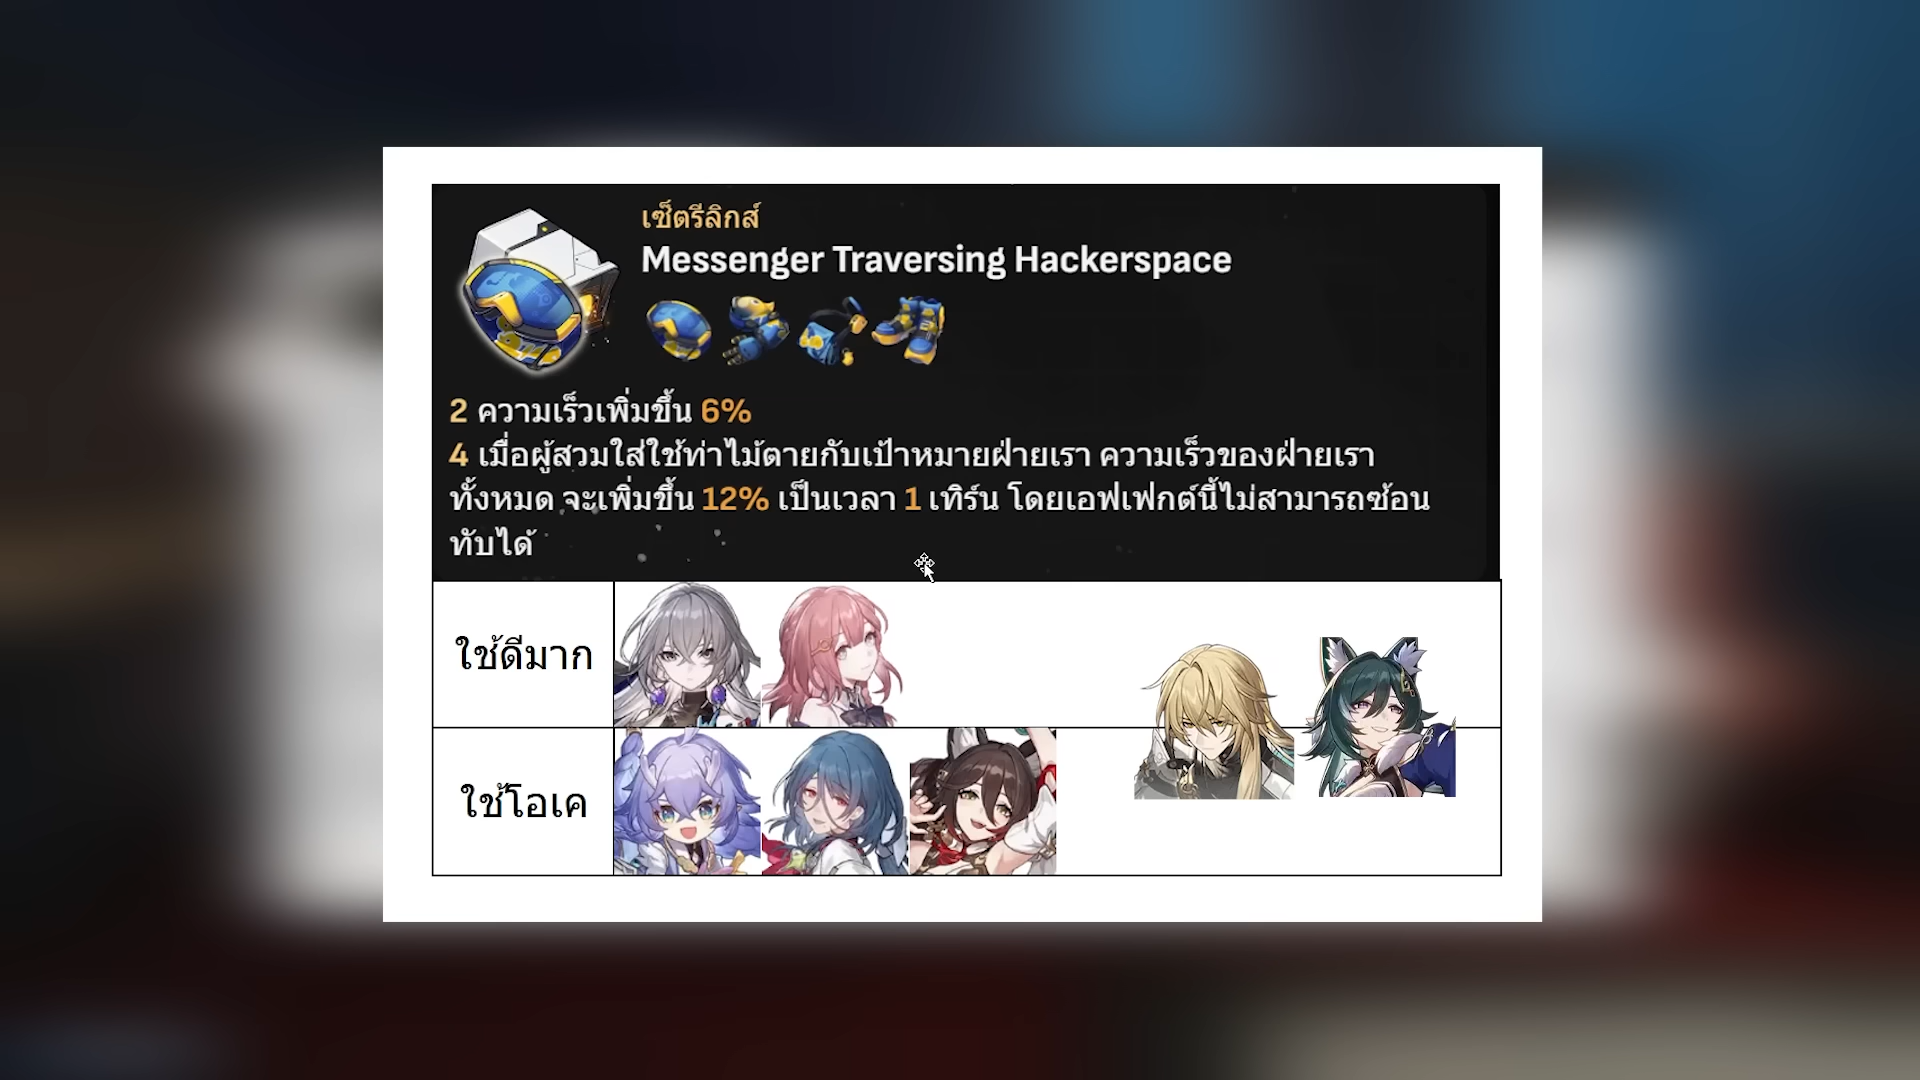 เซ็ตรีลิกส์
Messenger Traversing Hackerspace
2 ความเร็วเพิ่มขึ้น 6%
4 เมื่อผู้สวมใส่ใช้ท่าไม้ตายกับเป้าหมายฝ่ายเรา ความเร็วของฝ่ายเรา
ทั้งหมด จะเพิ่มขึ้น 12% เป็นเวลา 1 เทิร์น โดยเอฟเฟกต์นี้ไม่สามารถซ้อน
ทับได้
ใช้ดีมาก
ใช้โอเค